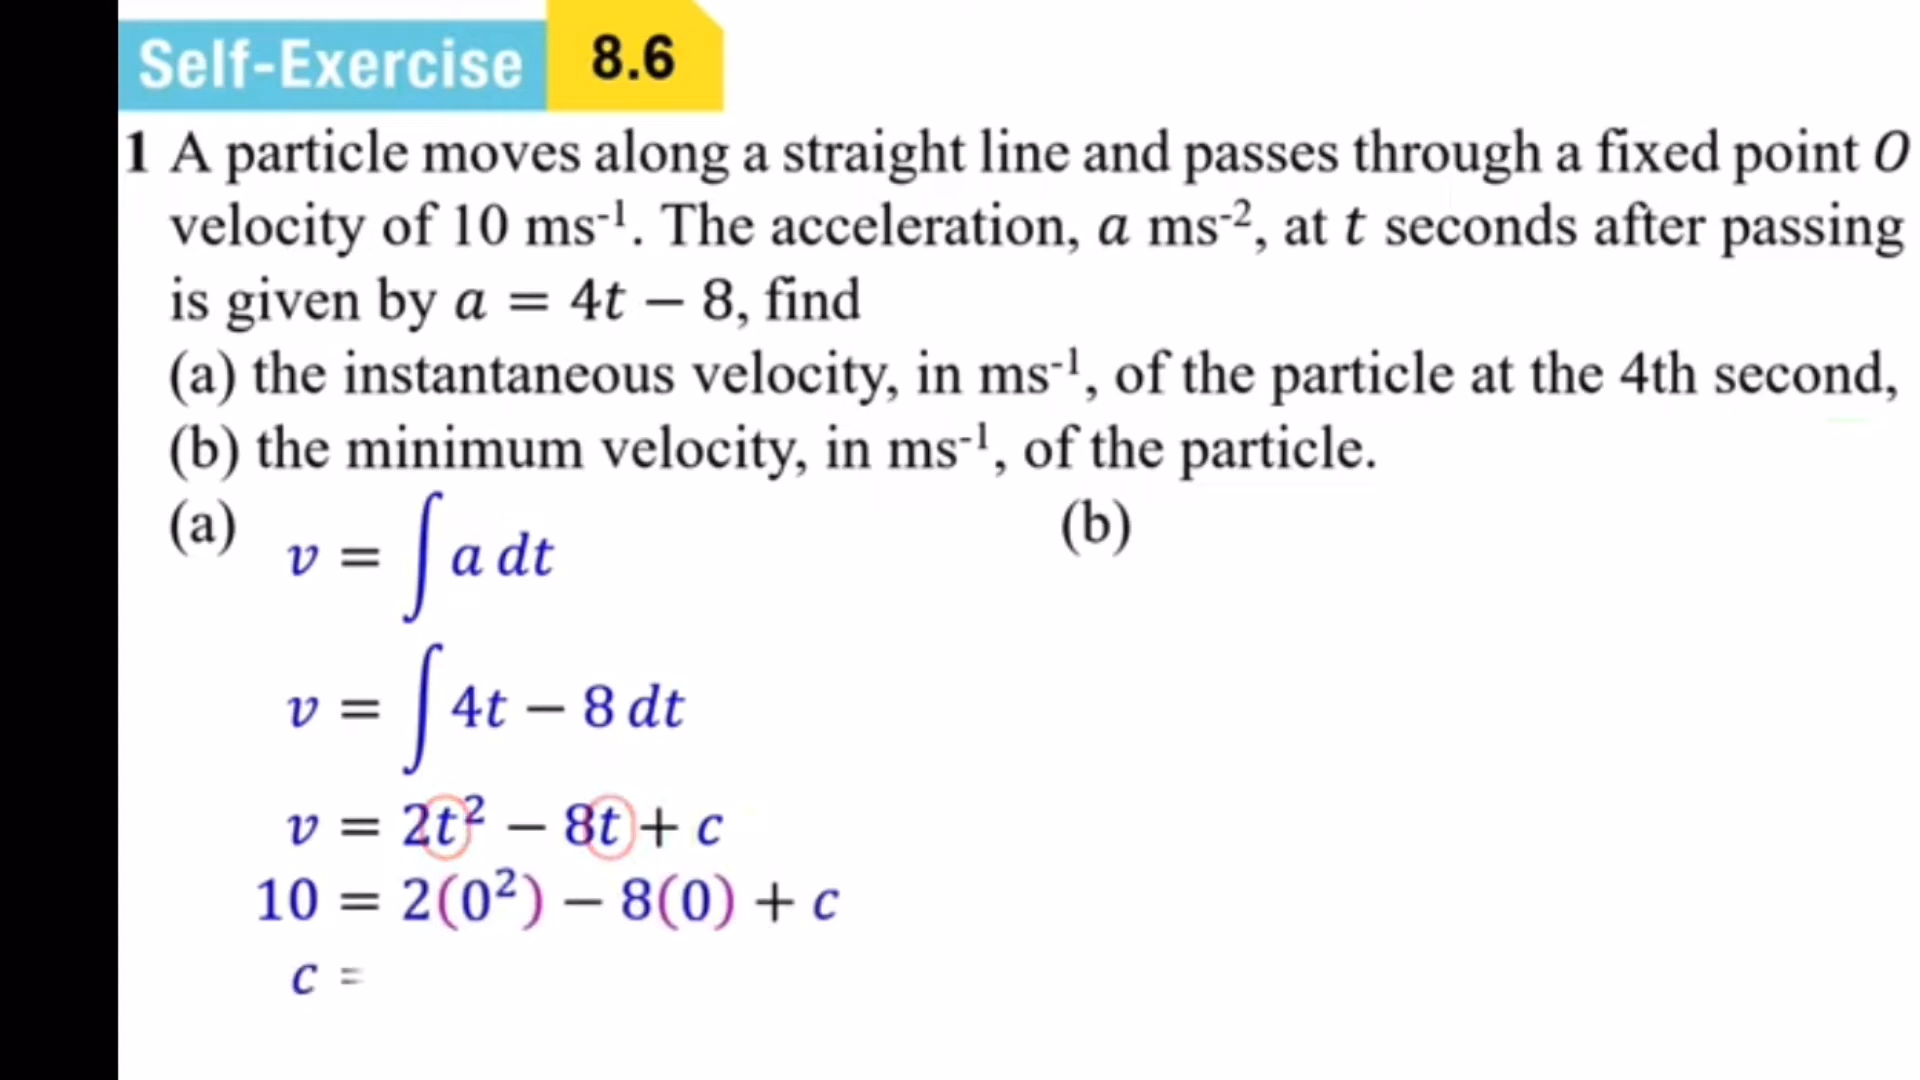 Self-Exercise 8.6
1 A particle moves along a straight line and passes through a fixed point O
velocity of 10 ms⁻¹. The acceleration, a ms⁻², at t seconds after passing
is given by a = 4t − 8, find
(a) the instantaneous velocity, in ms⁻¹, of the particle at the 4th second,
(b) the minimum velocity, in ms⁻¹, of the particle.
(a) v = ∫ a dt
v = ∫ 4t − 8 dt
v = 2t² − 8t + c
10 = 2(0²) − 8(0) + c
c =
(b)